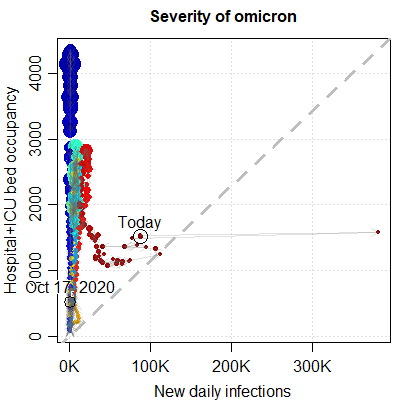 Severity of omicron
Hospital+ICU bed occupancy
4000
3000
2000
1000
0
Today
Oct 17, 2020
0K
100K
200K
300K
New daily infections